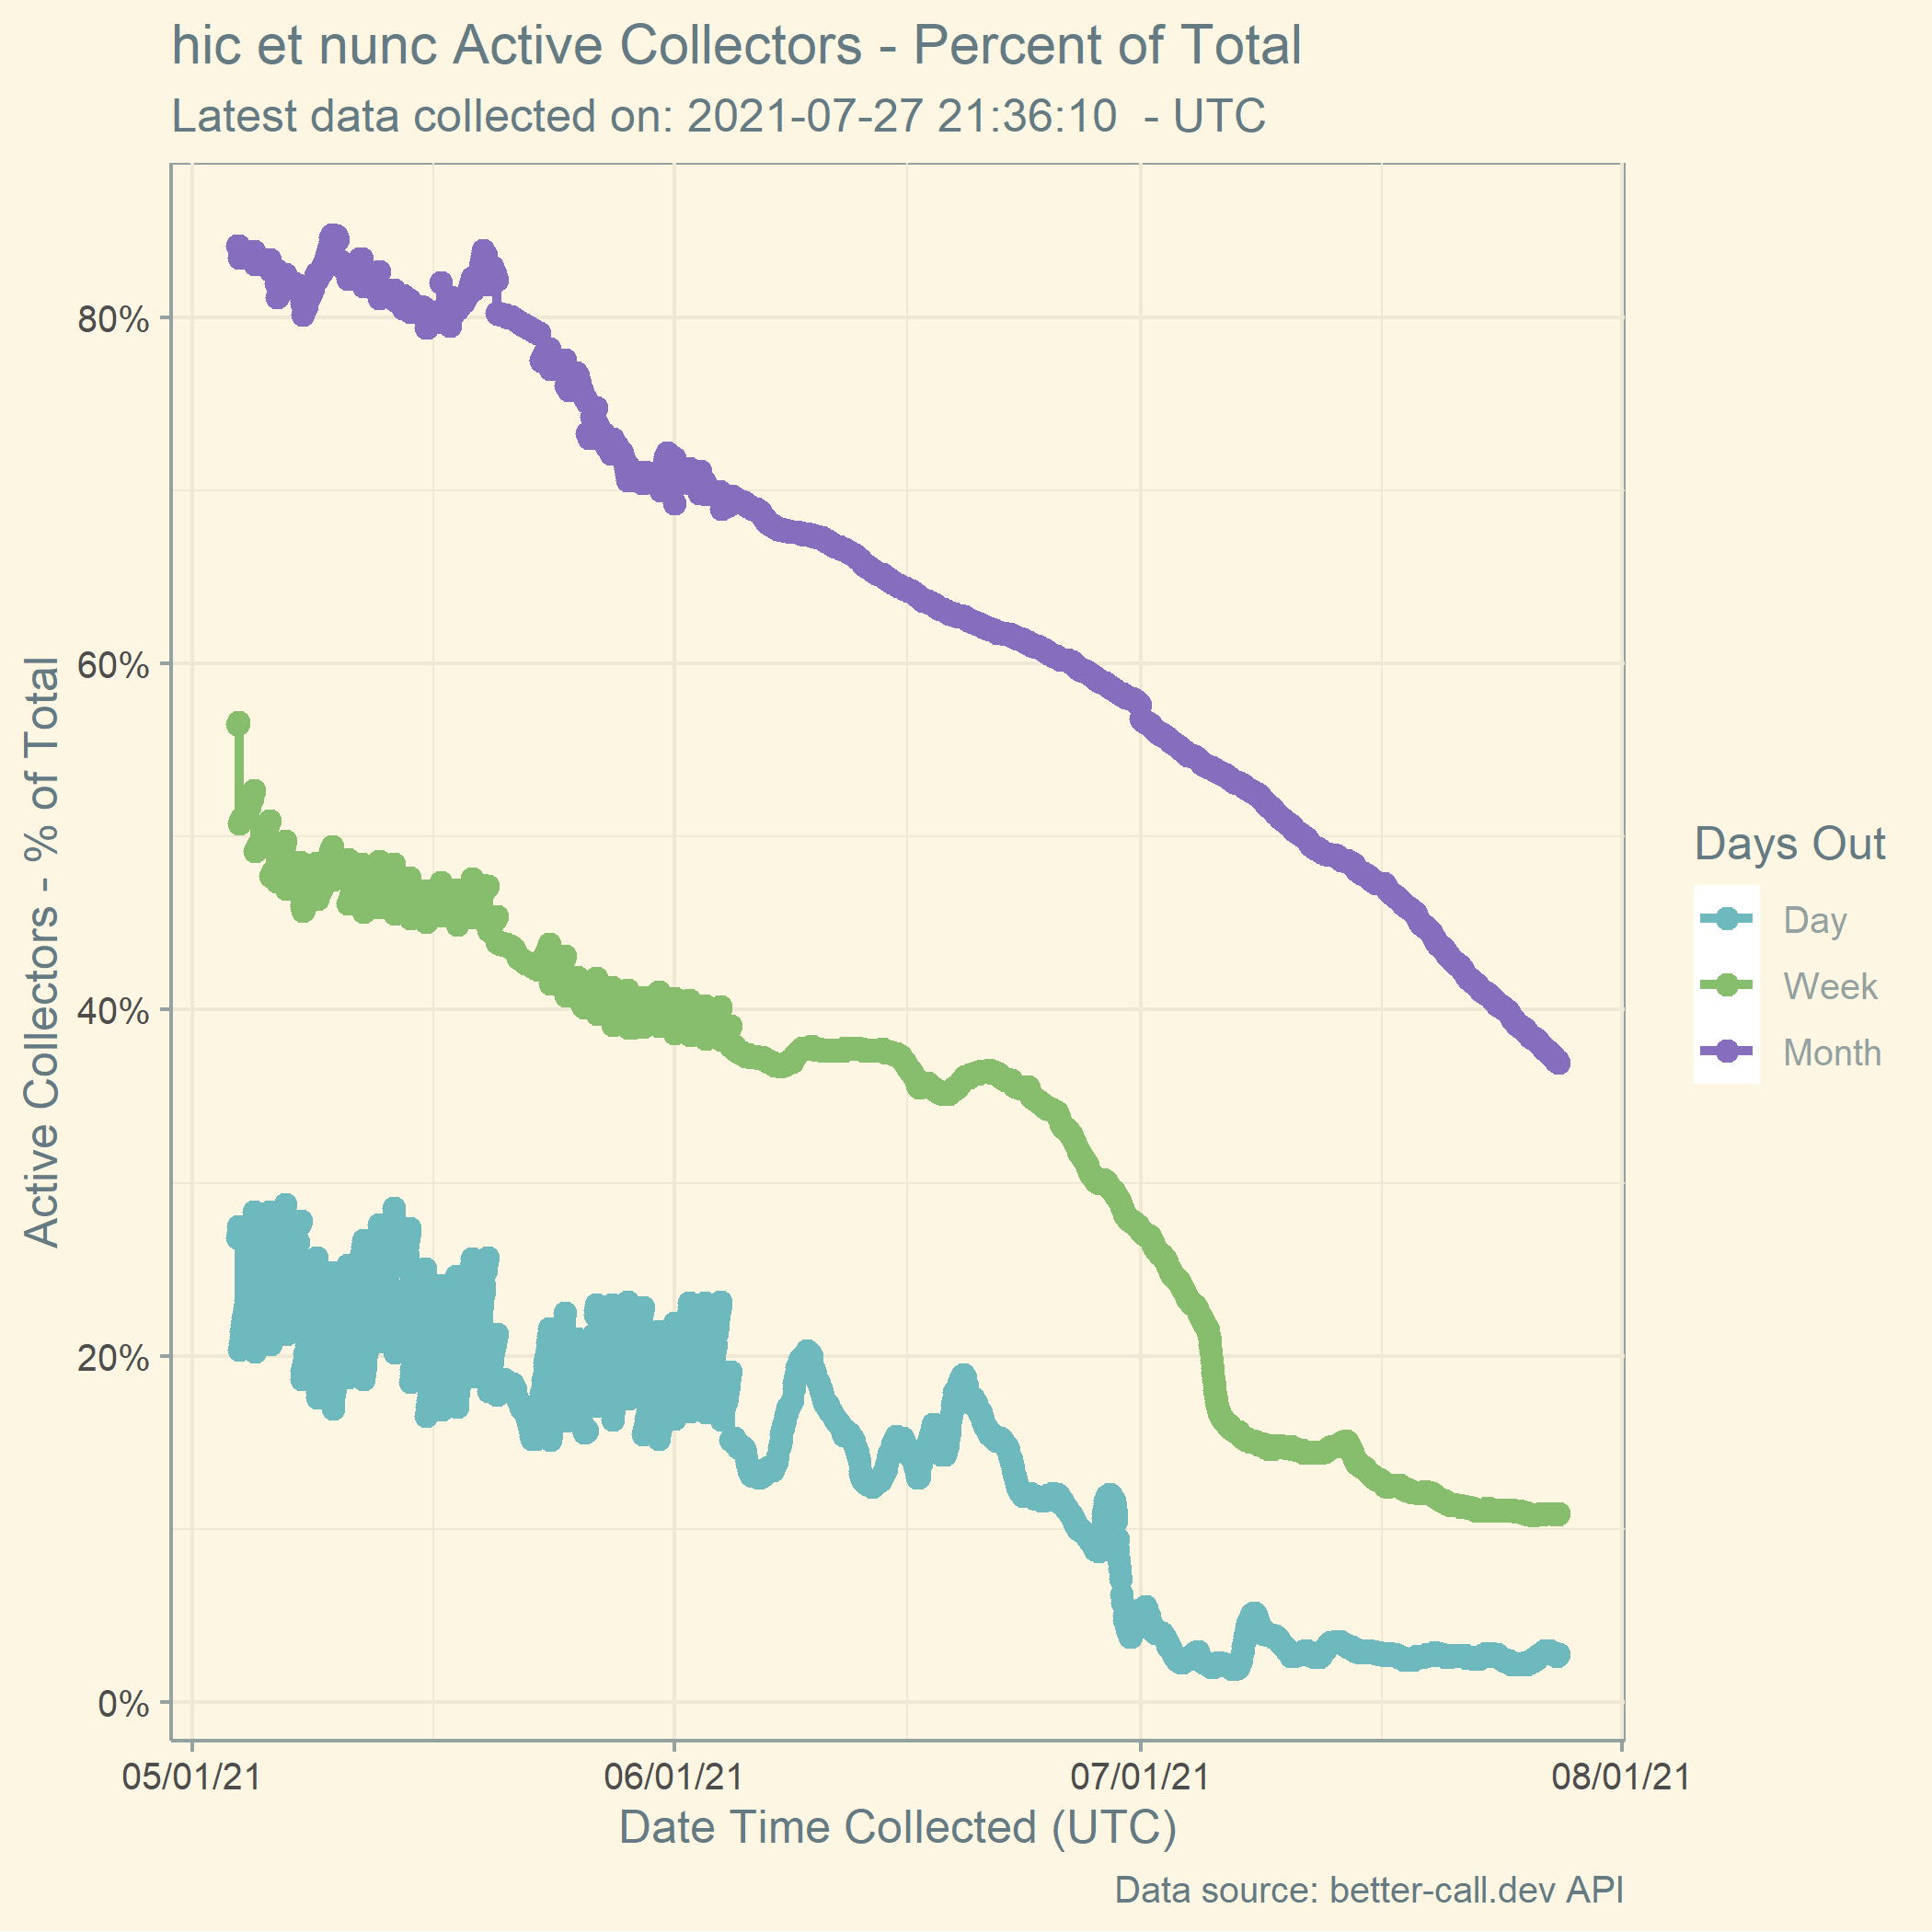 hic et nunc Active Collectors - Percent of Total
Latest data collected on: 2021-07-27 21:36:10  - UTC
Active Collectors - % of Total
80%
60%
40%
20%
0%
05/01/21
06/01/21
07/01/21
08/01/21
Date Time Collected (UTC)
Days Out
Day
Week
Month
Data source: better-call.dev API